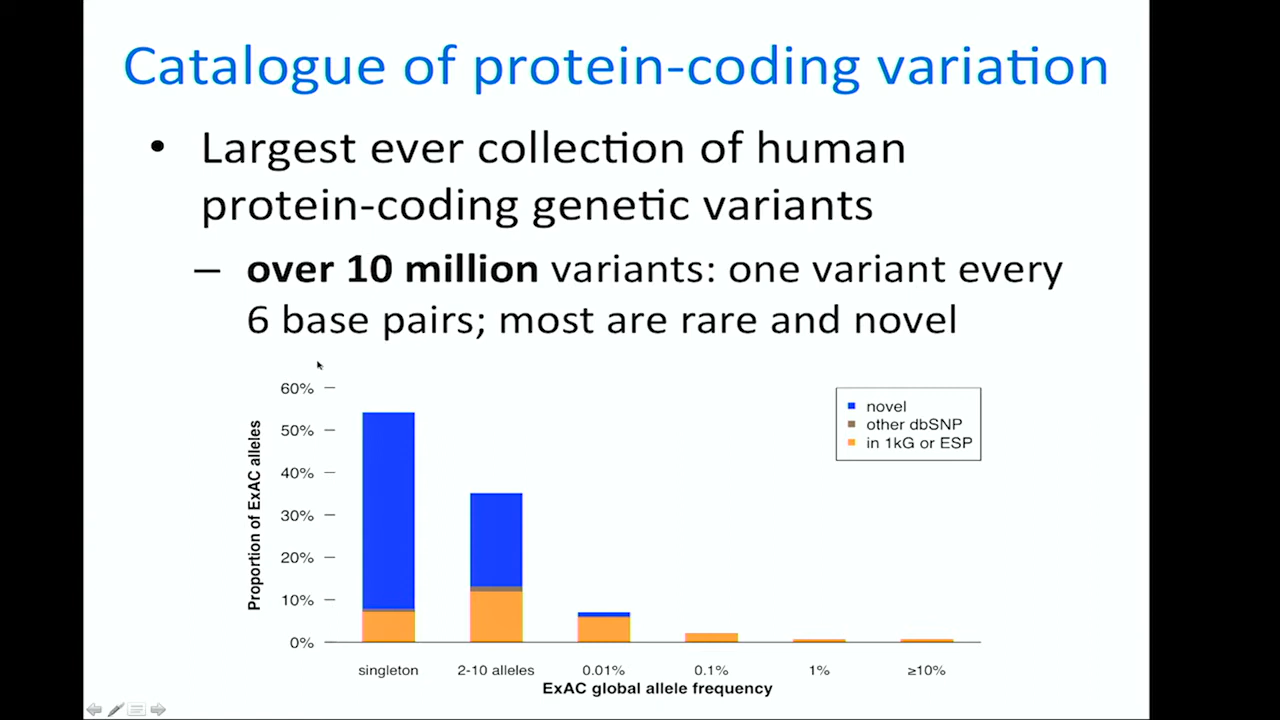 Catalogue of protein-coding variation
• Largest ever collection of human
protein-coding genetic variants
– over 10 million variants: one variant every
6 base pairs; most are rare and novel
Proportion of ExAC alleles
60%
50%
40%
30%
20%
10%
0%
novel
other dbSNP
in 1kG or ESP
singleton 2-10 alleles 0.01% 0.1% 1% ≥10%
ExAC global allele frequency